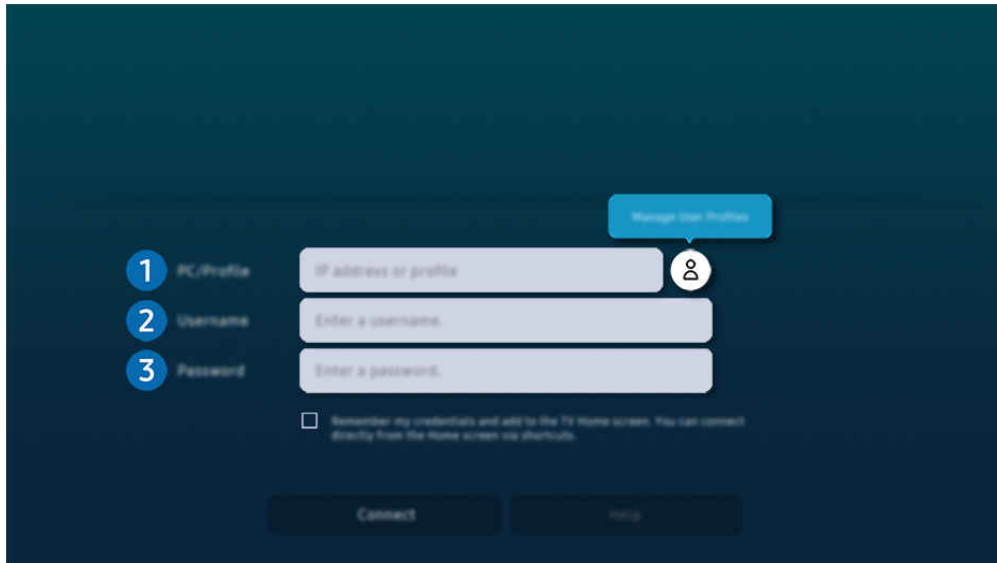 Manage User Profiles
1 PC/Profile IP address or profile
2 Username Enter a username.
3 Password Enter a password.
Remember my credentials and add to the TV Home screen. You can connect
directly from the Home screen via shortcuts.
Connect Help